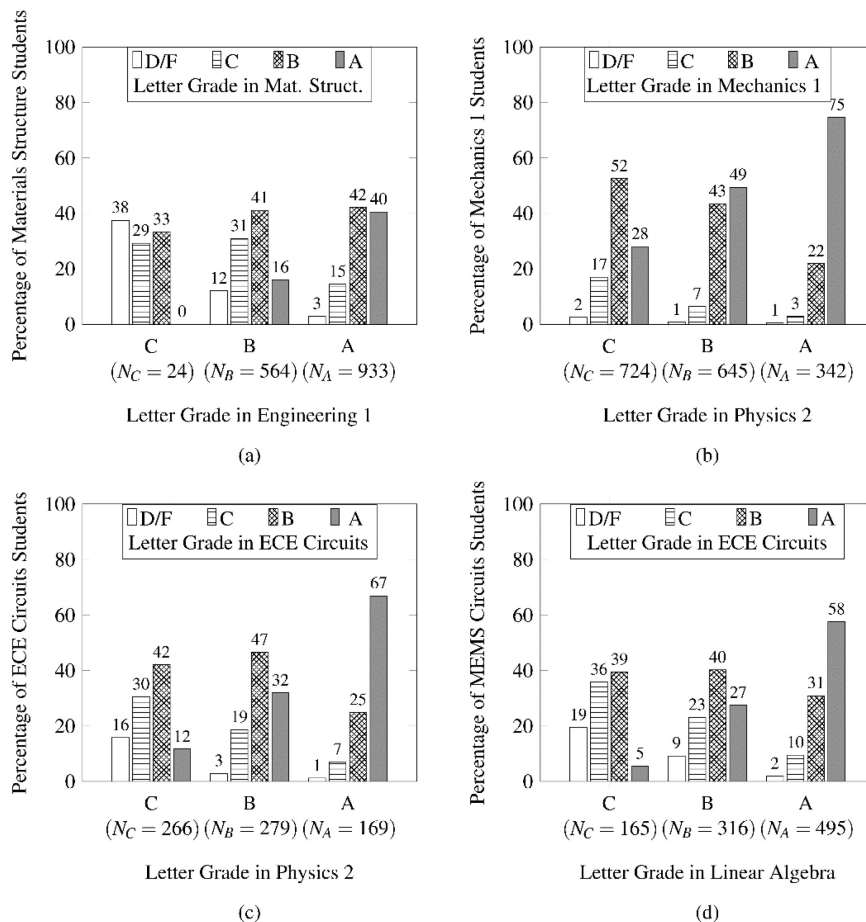 Percentage of Materials Structure Students
100
80
60
40
20
0
D/F C B A
Letter Grade in Mat. Struct.
38 29 33 0
12 31 41 16
3 15 42 40
C B A
(N_C = 24) (N_B = 564) (N_A = 933)
Letter Grade in Engineering 1
(a)
Percentage of Mechanics 1 Students
100
80
60
40
20
0
D/F C B A
Letter Grade in Mechanics 1
2 17 52 28
1 7 43 49
1 3 22 75
C B A
(N_C = 724) (N_B = 645) (N_A = 342)
Letter Grade in Physics 2
(b)
Percentage of ECE Circuits Students
100
80
60
40
20
0
D/F C B A
Letter Grade in ECE Circuits
16 30 42 12
3 19 47 32
1 7 25 67
C B A
(N_C = 266) (N_B = 279) (N_A = 169)
Letter Grade in Physics 2
(c)
Percentage of MEMS Circuits Students
100
80
60
40
20
0
D/F C B A
Letter Grade in ECE Circuits
19 36 39 5
9 23 40 27
2 10 31 58
C B A
(N_C = 165) (N_B = 316) (N_A = 495)
Letter Grade in Linear Algebra
(d)